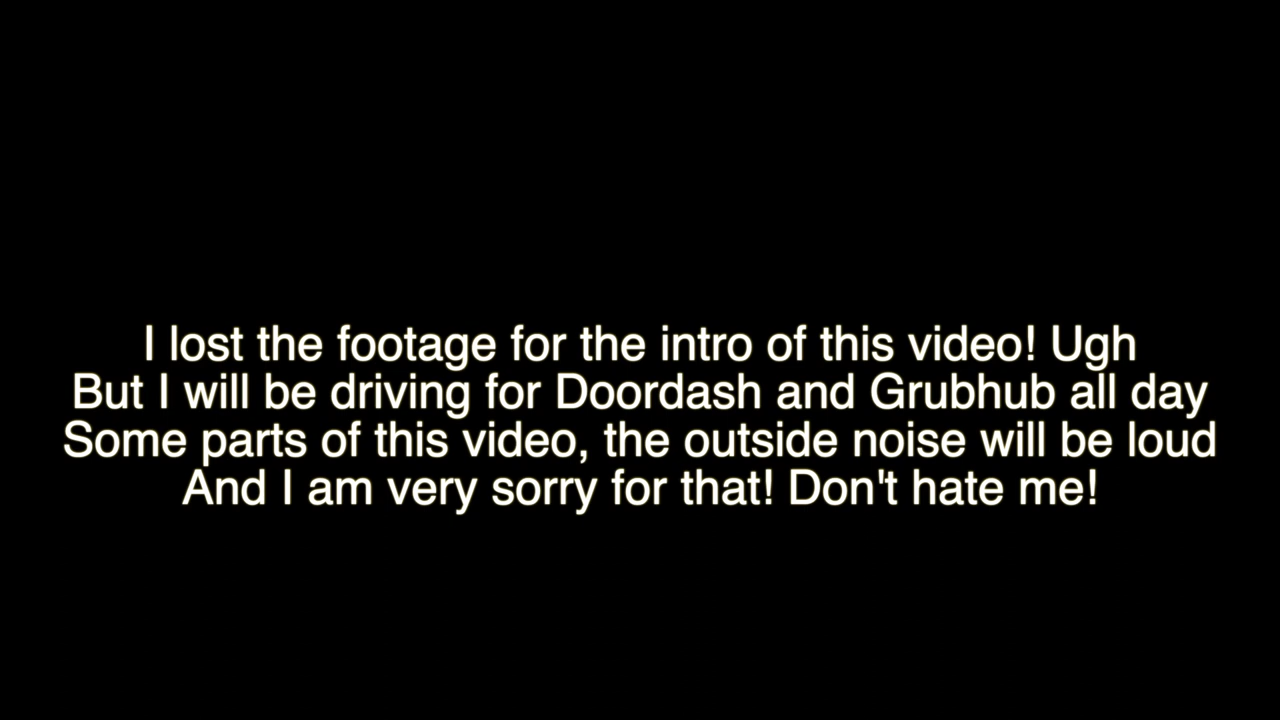 I lost the footage for the intro of this video! Ugh
But I will be driving for Doordash and Grubhub all day
Some parts of this video, the outside noise will be loud
And I am very sorry for that! Don't hate me!